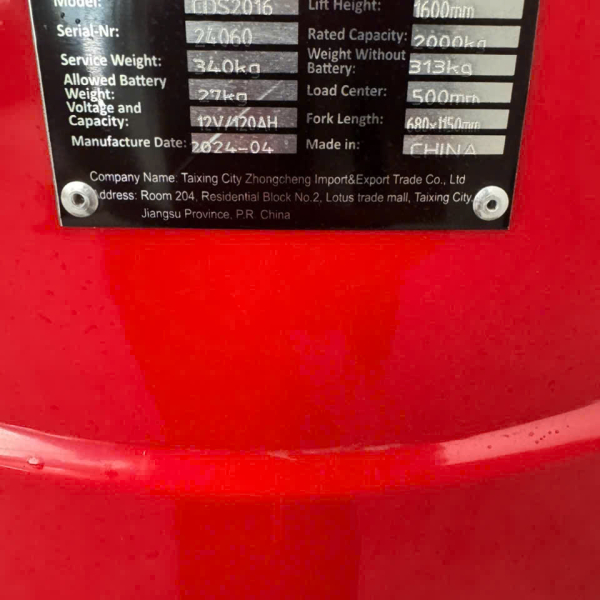 Model: CDS2016 Lift Height: 1600mm
Serial-Nr: 24060 Rated Capacity: 2000kg
Service Weight: 340kg Weight Without Battery: 313kg
Allowed Battery Weight: 27kg Load Center: 500mm
Voltage and Capacity: 12V/120AH Fork Length: 680x1150mm
Manufacture Date: 2024-04 Made in: CHINA
Company Name: Taixing City Zhongcheng Import&Export Trade Co., Ltd
ddress: Room 204, Residential Block No.2, Lotus trade mall, Taixing City,
Jiangsu Province, P.R. China